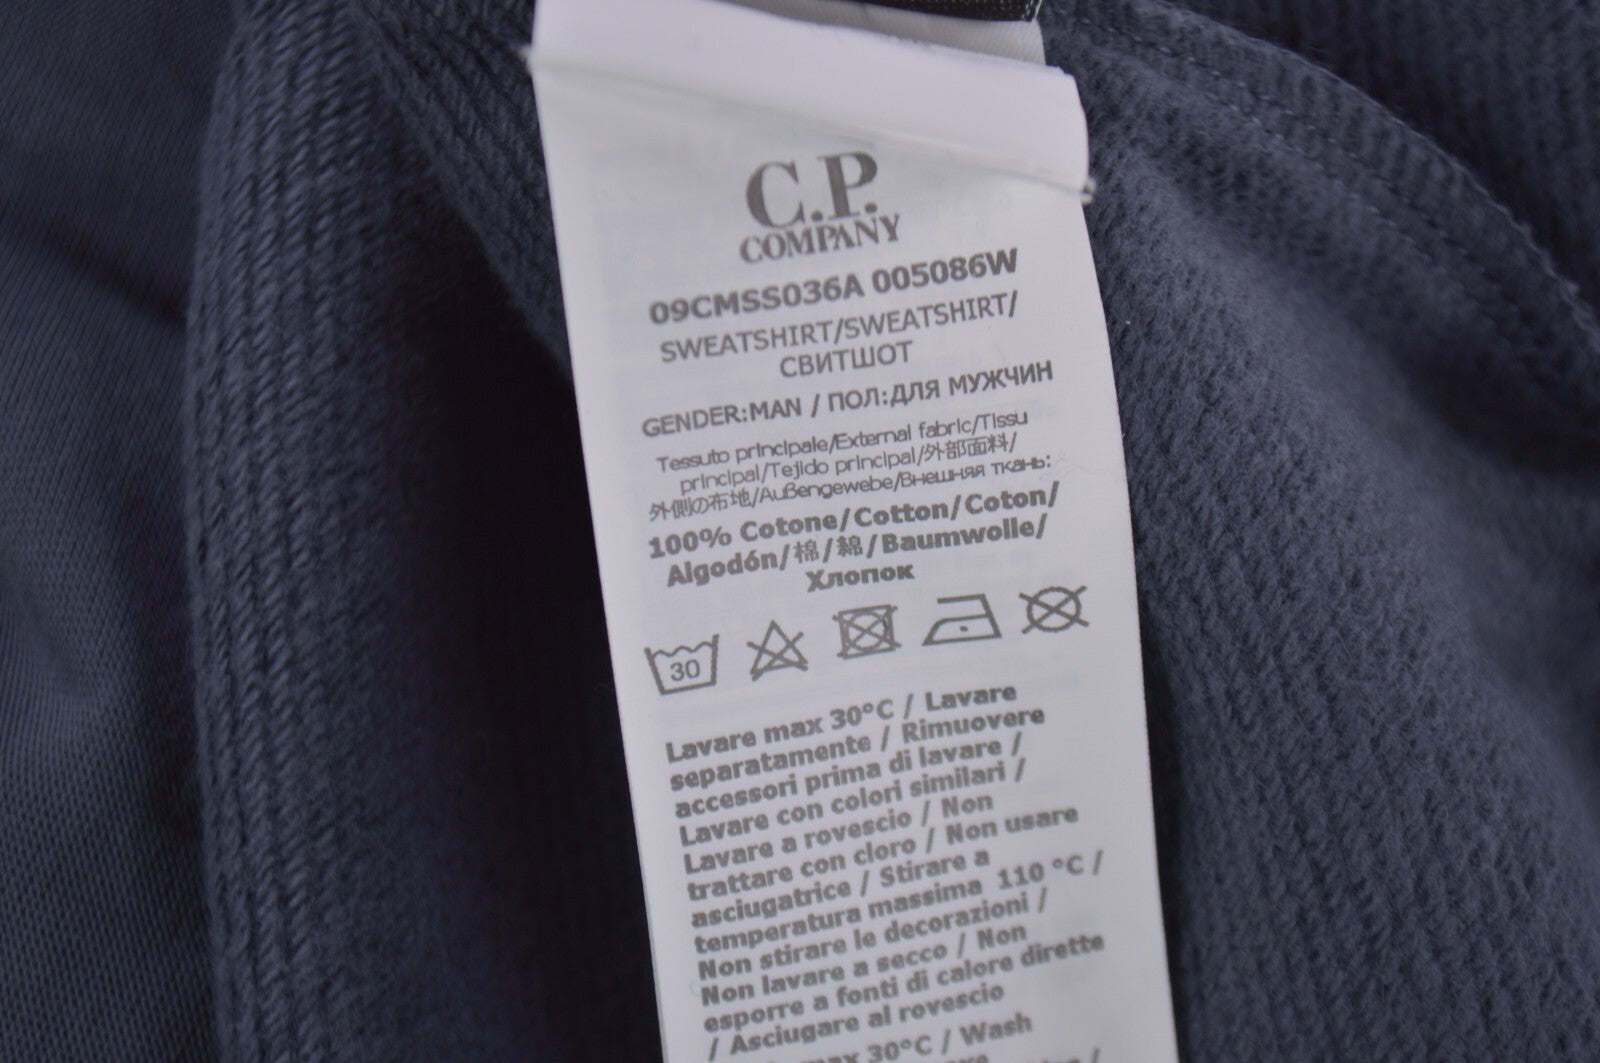 C.P.
COMPANY
09CMSS036A 005086W
SWEATSHIRT/SWEATSHIRT/
СВИТШОТ
GENDER:MAN / ПОЛ:ДЛЯ МУЖЧИН
Tessuto principale/External fabric/Tissu
principal/Tejido principal/外部面料/
外側の布地/Außengewebe/Внешняя ткань:
100% Cotone/Cotton/Coton/
Algodón/棉/綿/Baumwolle/
Хлопок
30
Lavare max 30°C / Lavare
separatamente / Rimuovere
accessori prima di lavare /
Lavare con colori similari /
Lavare a rovescio / Non
trattare con cloro / Non usare
asciugatrice / Stirare a
temperatura massima 110 °C /
Non stirare le decorazioni /
Non lavare a secco / Non
esporre a fonti di calore dirette
/ Asciugare al rovescio
max 30°C / Wash